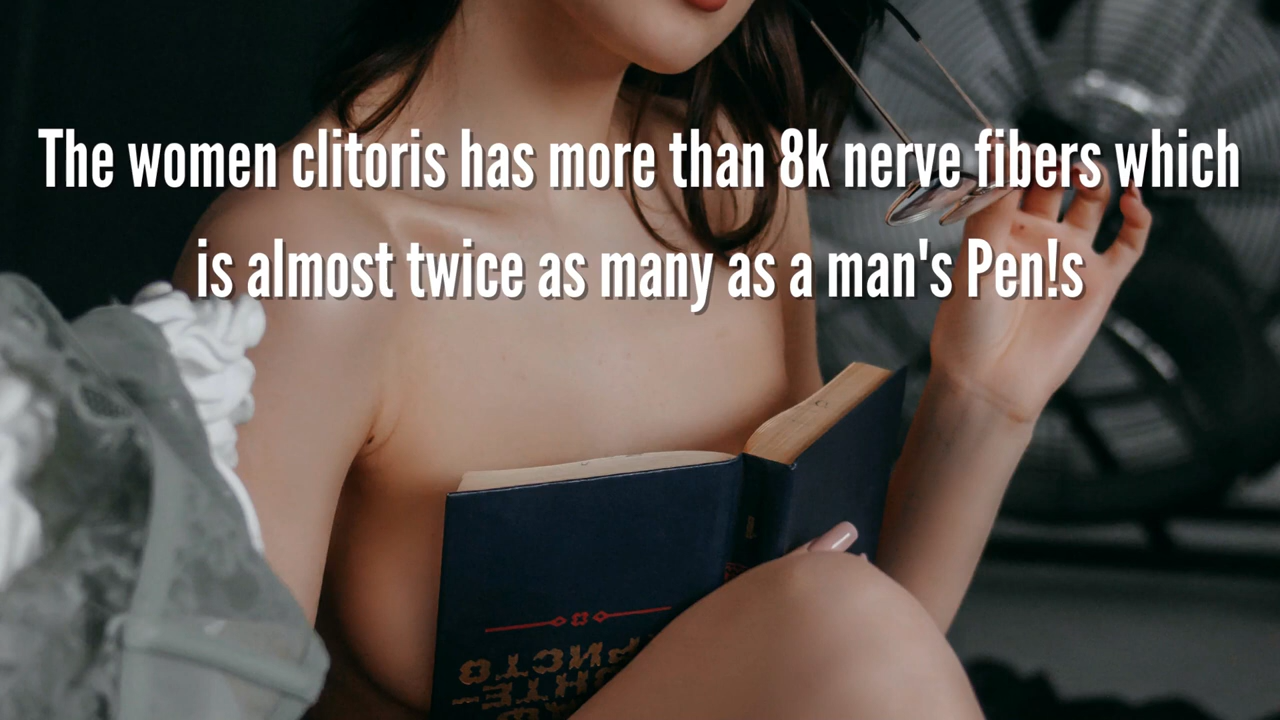 The women clitoris has more than 8k nerve fibers which
is almost twice as many as a man's Pen!s